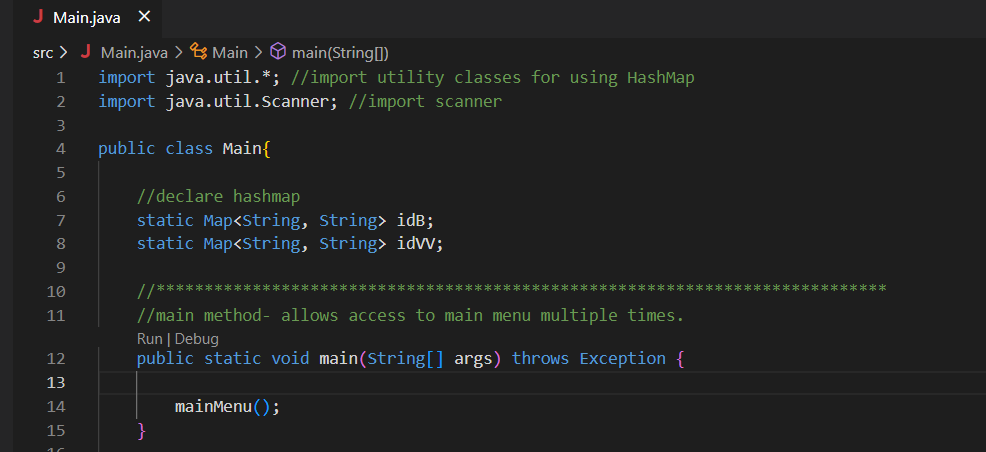 J Main.java ×
src > J Main.java > Main > main(String[])
1 import java.util.*; //import utility classes for using HashMap
2 import java.util.Scanner; //import scanner
3
4 public class Main{
5
6 //declare hashmap
7 static Map<String, String> idB;
8 static Map<String, String> idVV;
9
10 //****************************************************************************
11 //main method- allows access to main menu multiple times.
Run | Debug
12 public static void main(String[] args) throws Exception {
13
14 mainMenu();
15 }